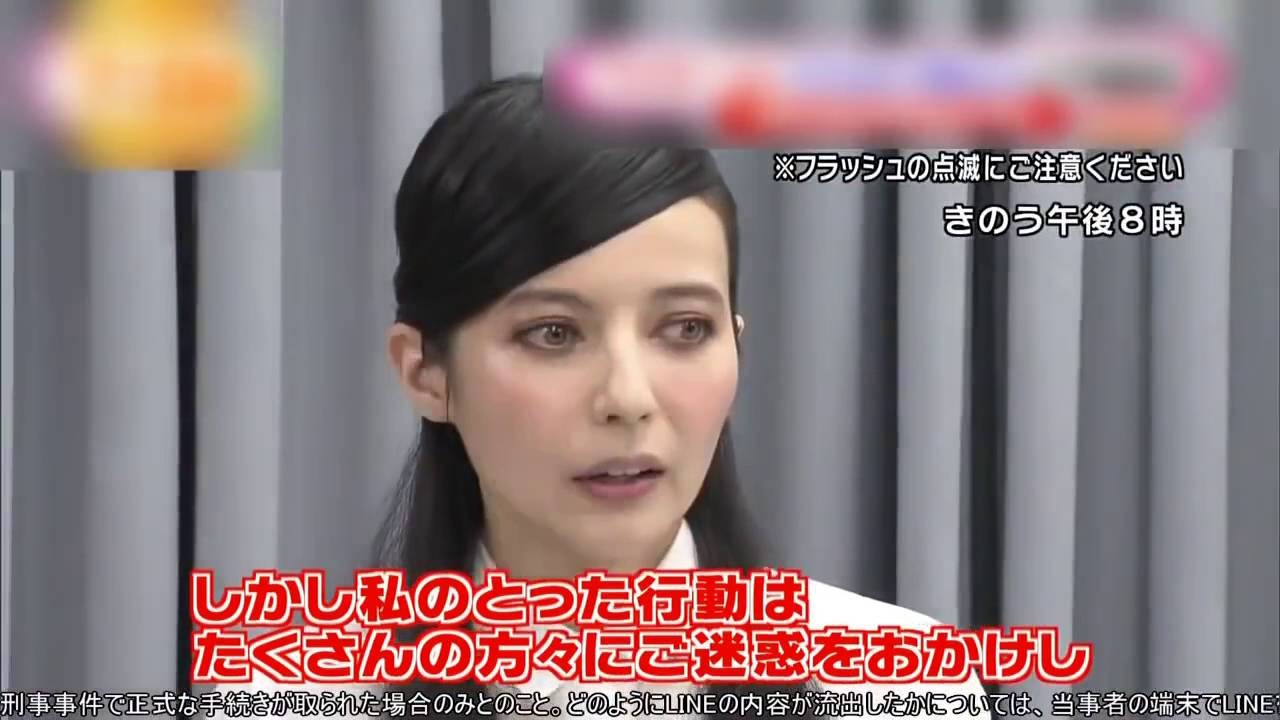 ※フラッシュの点滅にご注意ください
きのう午後8時
しかし私のとった行動は
たくさんの方々にご迷惑をおかけし
刑事事件で正式な手続きが取られた場合のみとのこと。どのようにLINEの内容が流出したかについては、当事者の端末でLINE